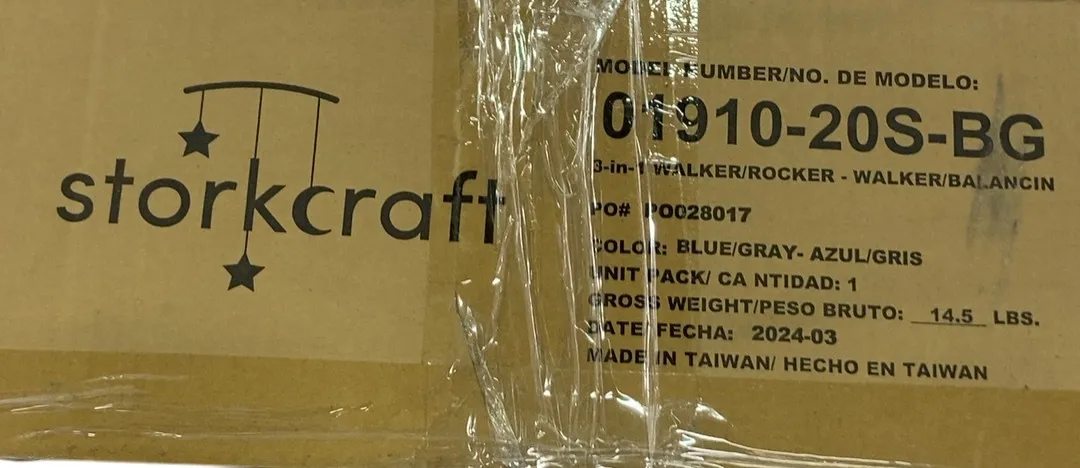 storkcraft
MODEL NUMBER/NO. DE MODELO:
01910-20S-BG
3-in-1 WALKER/ROCKER - WALKER/BALANCIN
PO# PO028017
COLOR: BLUE/GRAY- AZUL/GRIS
UNIT PACK/ CA NTIDAD: 1
GROSS WEIGHT/PESO BRUTO: 14.5 LBS.
DATE/ FECHA: 2024-03
MADE IN TAIWAN/ HECHO EN TAIWAN